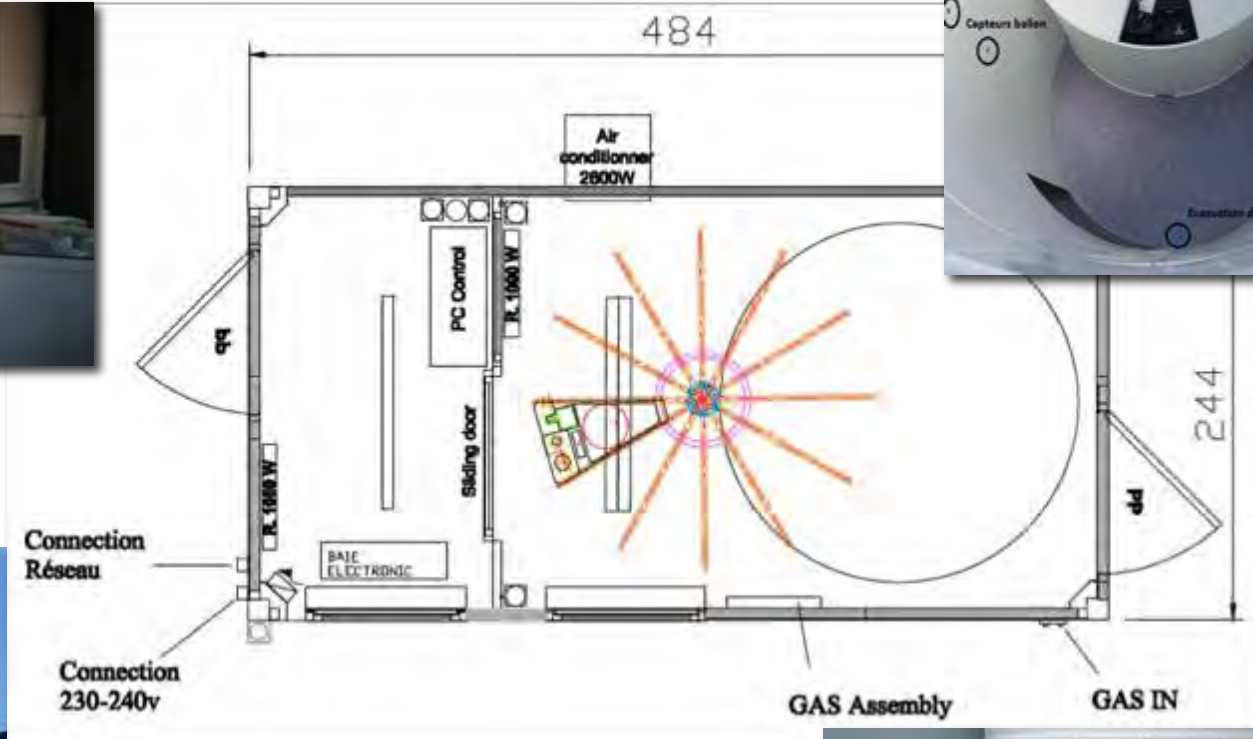 484
Capteurs ballon
Air
conditionner
2600W
PC Control
R. 1000 W
Sliding door
R. 1000 W
BAIE
ELECTRONIC
244
Connection
Réseau
Connection
230-240v
GAS Assembly
GAS IN